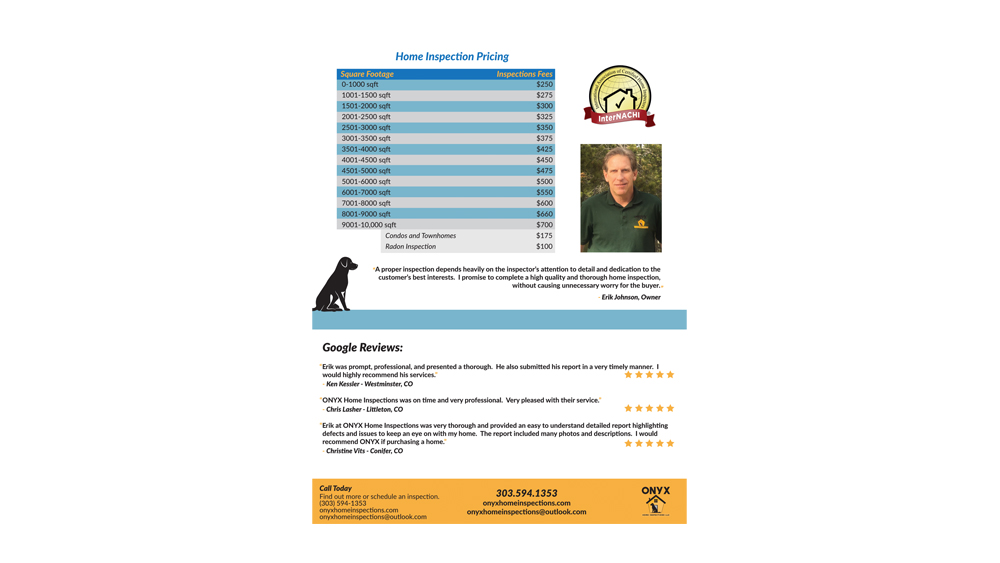 Home Inspection Pricing
Square Footage Inspections Fees
0-1000 sqft $250
1001-1500 sqft $275
1501-2000 sqft $300
2001-2500 sqft $325
2501-3000 sqft $350
3001-3500 sqft $375
3501-4000 sqft $425
4001-4500 sqft $450
4501-5000 sqft $475
5001-6000 sqft $500
6001-7000 sqft $550
7001-8000 sqft $600
8001-9000 sqft $660
9001-10,000 sqft $700
Condos and Townhomes $175
Radon Inspection $100
International Association of Certified Home Inspectors
InterNACHI
"A proper inspection depends heavily on the inspector's attention to detail and dedication to the
customer's best interests. I promise to complete a high quality and thorough home inspection,
without causing unnecessary worry for the buyer."
- Erik Johnson, Owner
Google Reviews:
"Erik was prompt, professional, and presented a thorough. He also submitted his report in a very timely manner. I
would highly recommend his services."
- Ken Kessler - Westminster, CO
"ONYX Home Inspections was on time and very professional. Very pleased with their service."
- Chris Lasher - Littleton, CO
"Erik at ONYX Home Inspections was very thorough and provided an easy to understand detailed report highlighting
defects and issues to keep an eye on with my home. The report included many photos and descriptions. I would
recommend ONYX if purchasing a home."
- Christine Vits - Conifer, CO
Call Today
Find out more or schedule an inspection.
(303) 594-1353
onyxhomeinspections.com
onyxhomeinspections@outlook.com
303.594.1353
onyxhomeinspections.com
onyxhomeinspections@outlook.com
ONYX